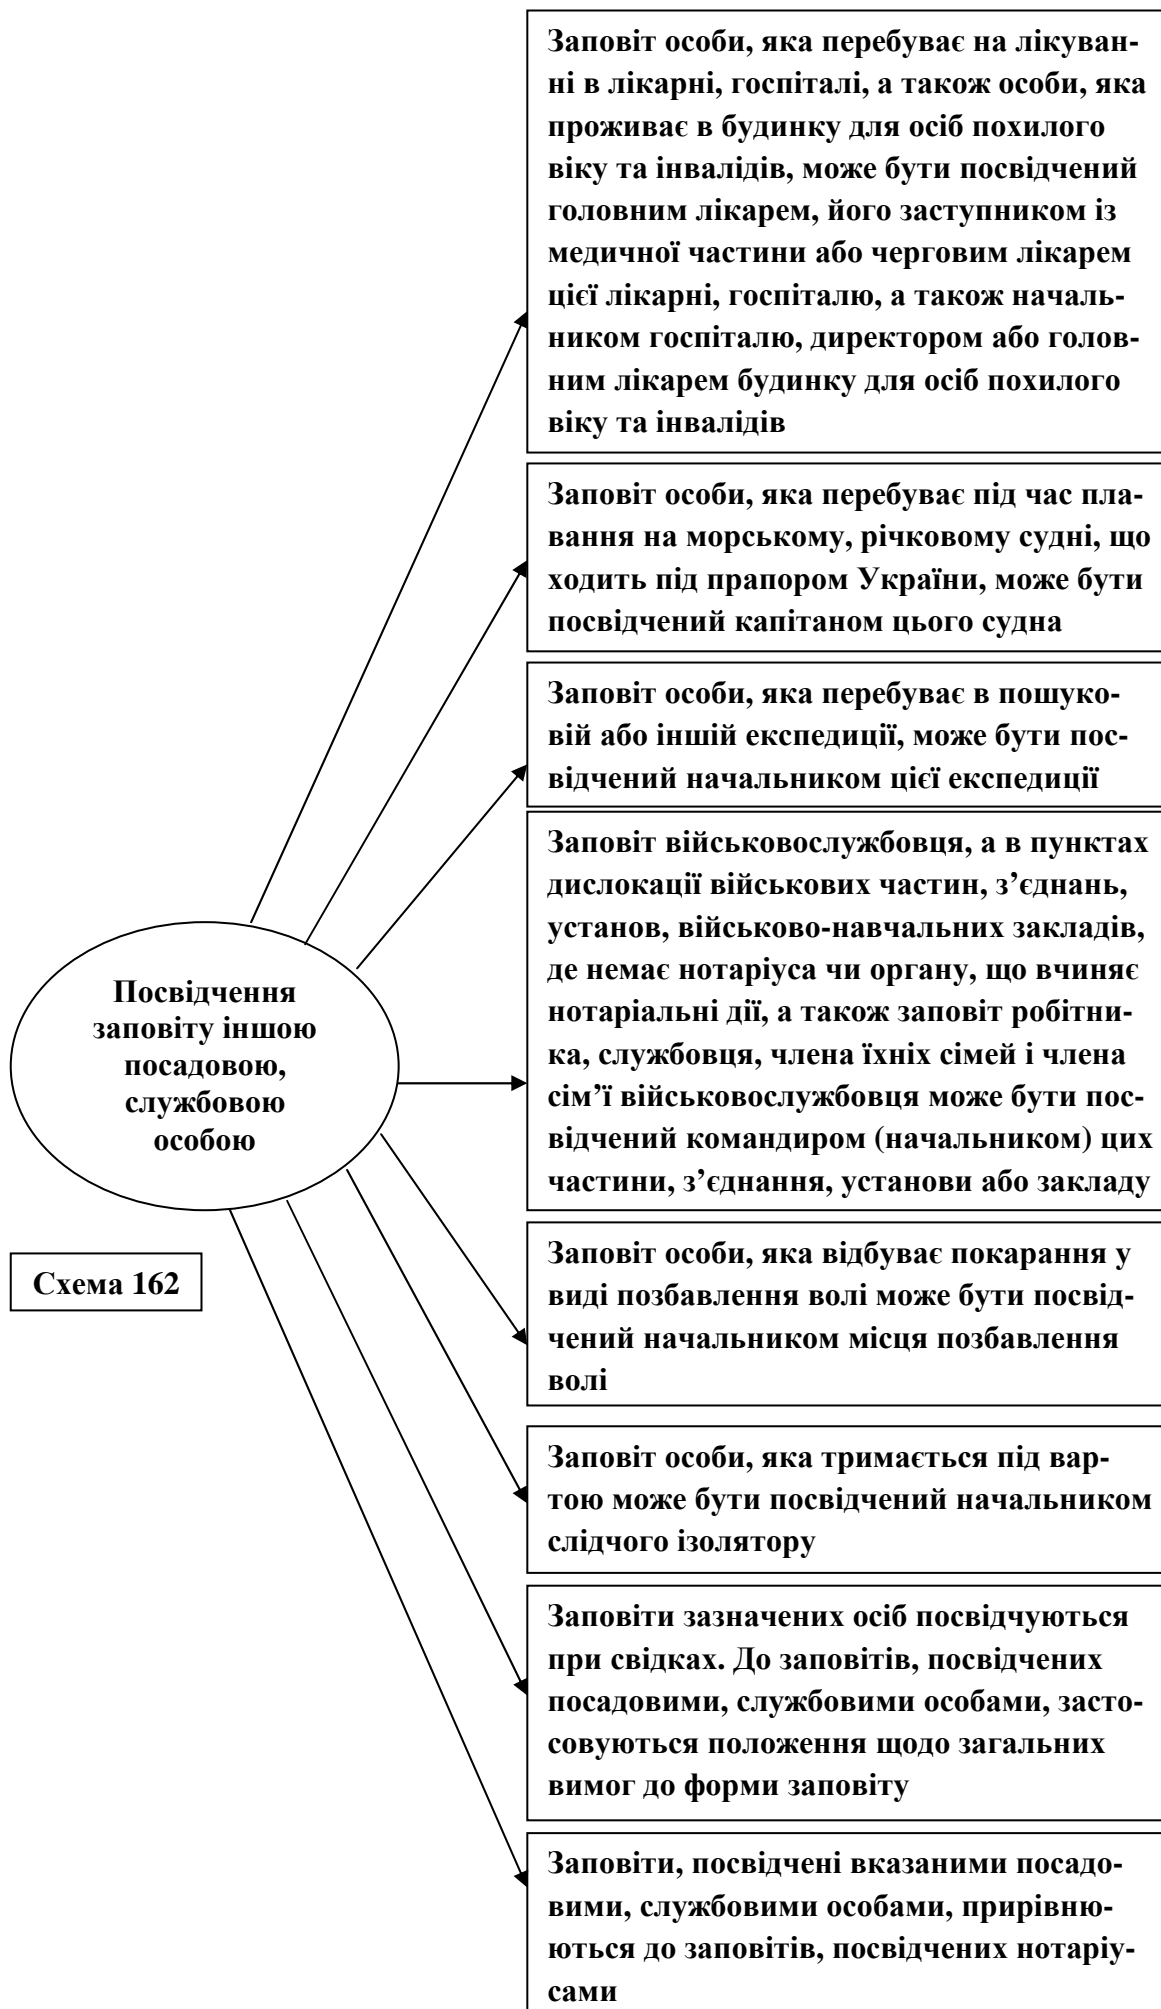 Заповіт особи, яка перебуває на лікуван-
ні в лікарні, госпіталі, а також особи, яка
проживає в будинку для осіб похилого
віку та інвалідів, може бути посвідчений
головним лікарем, його заступником із
медичної частини або черговим лікарем
цієї лікарні, госпіталю, а також началь-
ником госпіталю, директором або голов-
ним лікарем будинку для осіб похилого
віку та інвалідів
Заповіт особи, яка перебуває під час пла-
вання на морському, річковому судні, що
ходить під прапором України, може бути
посвідчений капітаном цього судна
Заповіт особи, яка перебуває в пошуко-
вій або іншій експедиції, може бути пос-
відчений начальником цієї експедиції
Заповіт військовослужбовця, а в пунктах
дислокації військових частин, з’єднань,
установ, військово-навчальних закладів,
де немає нотаріуса чи органу, що вчиняє
нотаріальні дії, а також заповіт робітни-
ка, службовця, члена їхніх сімей і члена
сім’ї військовослужбовця може бути пос-
відчений командиром (начальником) цих
частини, з’єднання, установи або закладу
Посвідчення
заповіту іншою
посадовою,
службовою
особою
Схема 162
Заповіт особи, яка відбуває покарання у
виді позбавлення волі може бути посвід-
чений начальником місця позбавлення
волі
Заповіт особи, яка тримається під вар-
тою може бути посвідчений начальником
слідчого ізолятору
Заповіти зазначених осіб посвідчуються
при свідках. До заповітів, посвідчених
посадовими, службовими особами, засто-
совуються положення щодо загальних
вимог до форми заповіту
Заповіти, посвідчені вказаними посадо-
вими, службовими особами, прирівню-
ються до заповітів, посвідчених нотаріу-
сами